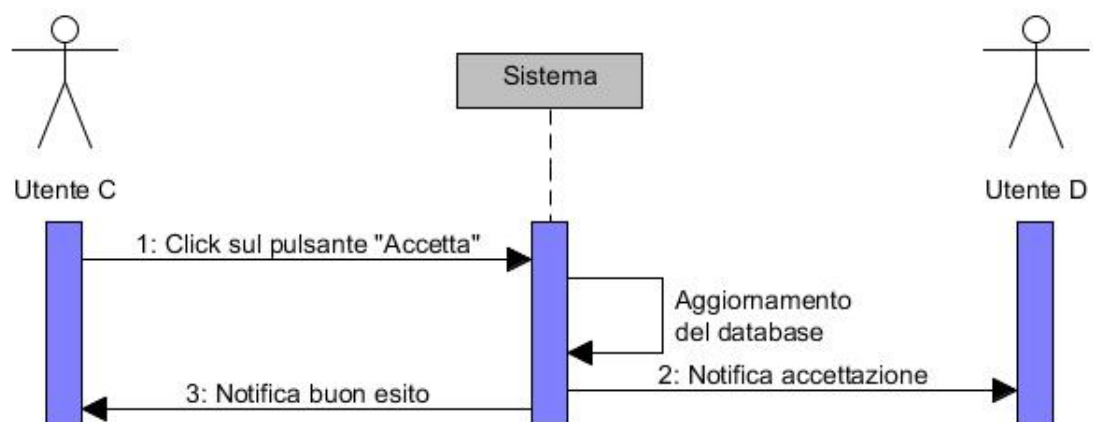 Sistema
Utente C
Utente D
1: Click sul pulsante "Accetta"
Aggiornamento
del database
2: Notifica accettazione
3: Notifica buon esito